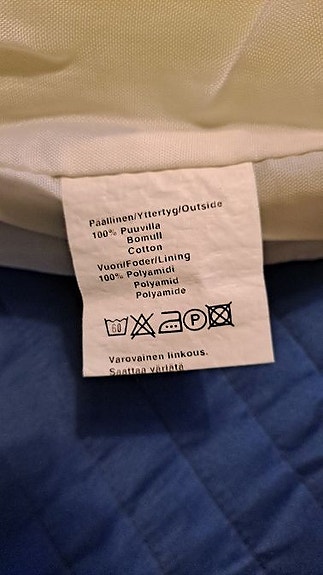 Päällinen/Yttertyg/Outside
100% Puuvilla
Bomull
Cotton
Vuori/Foder/Lining
100% Polyamidi
Polyamid
Polyamide
60 P
Varovainen linkous.
Saattaa värjätä